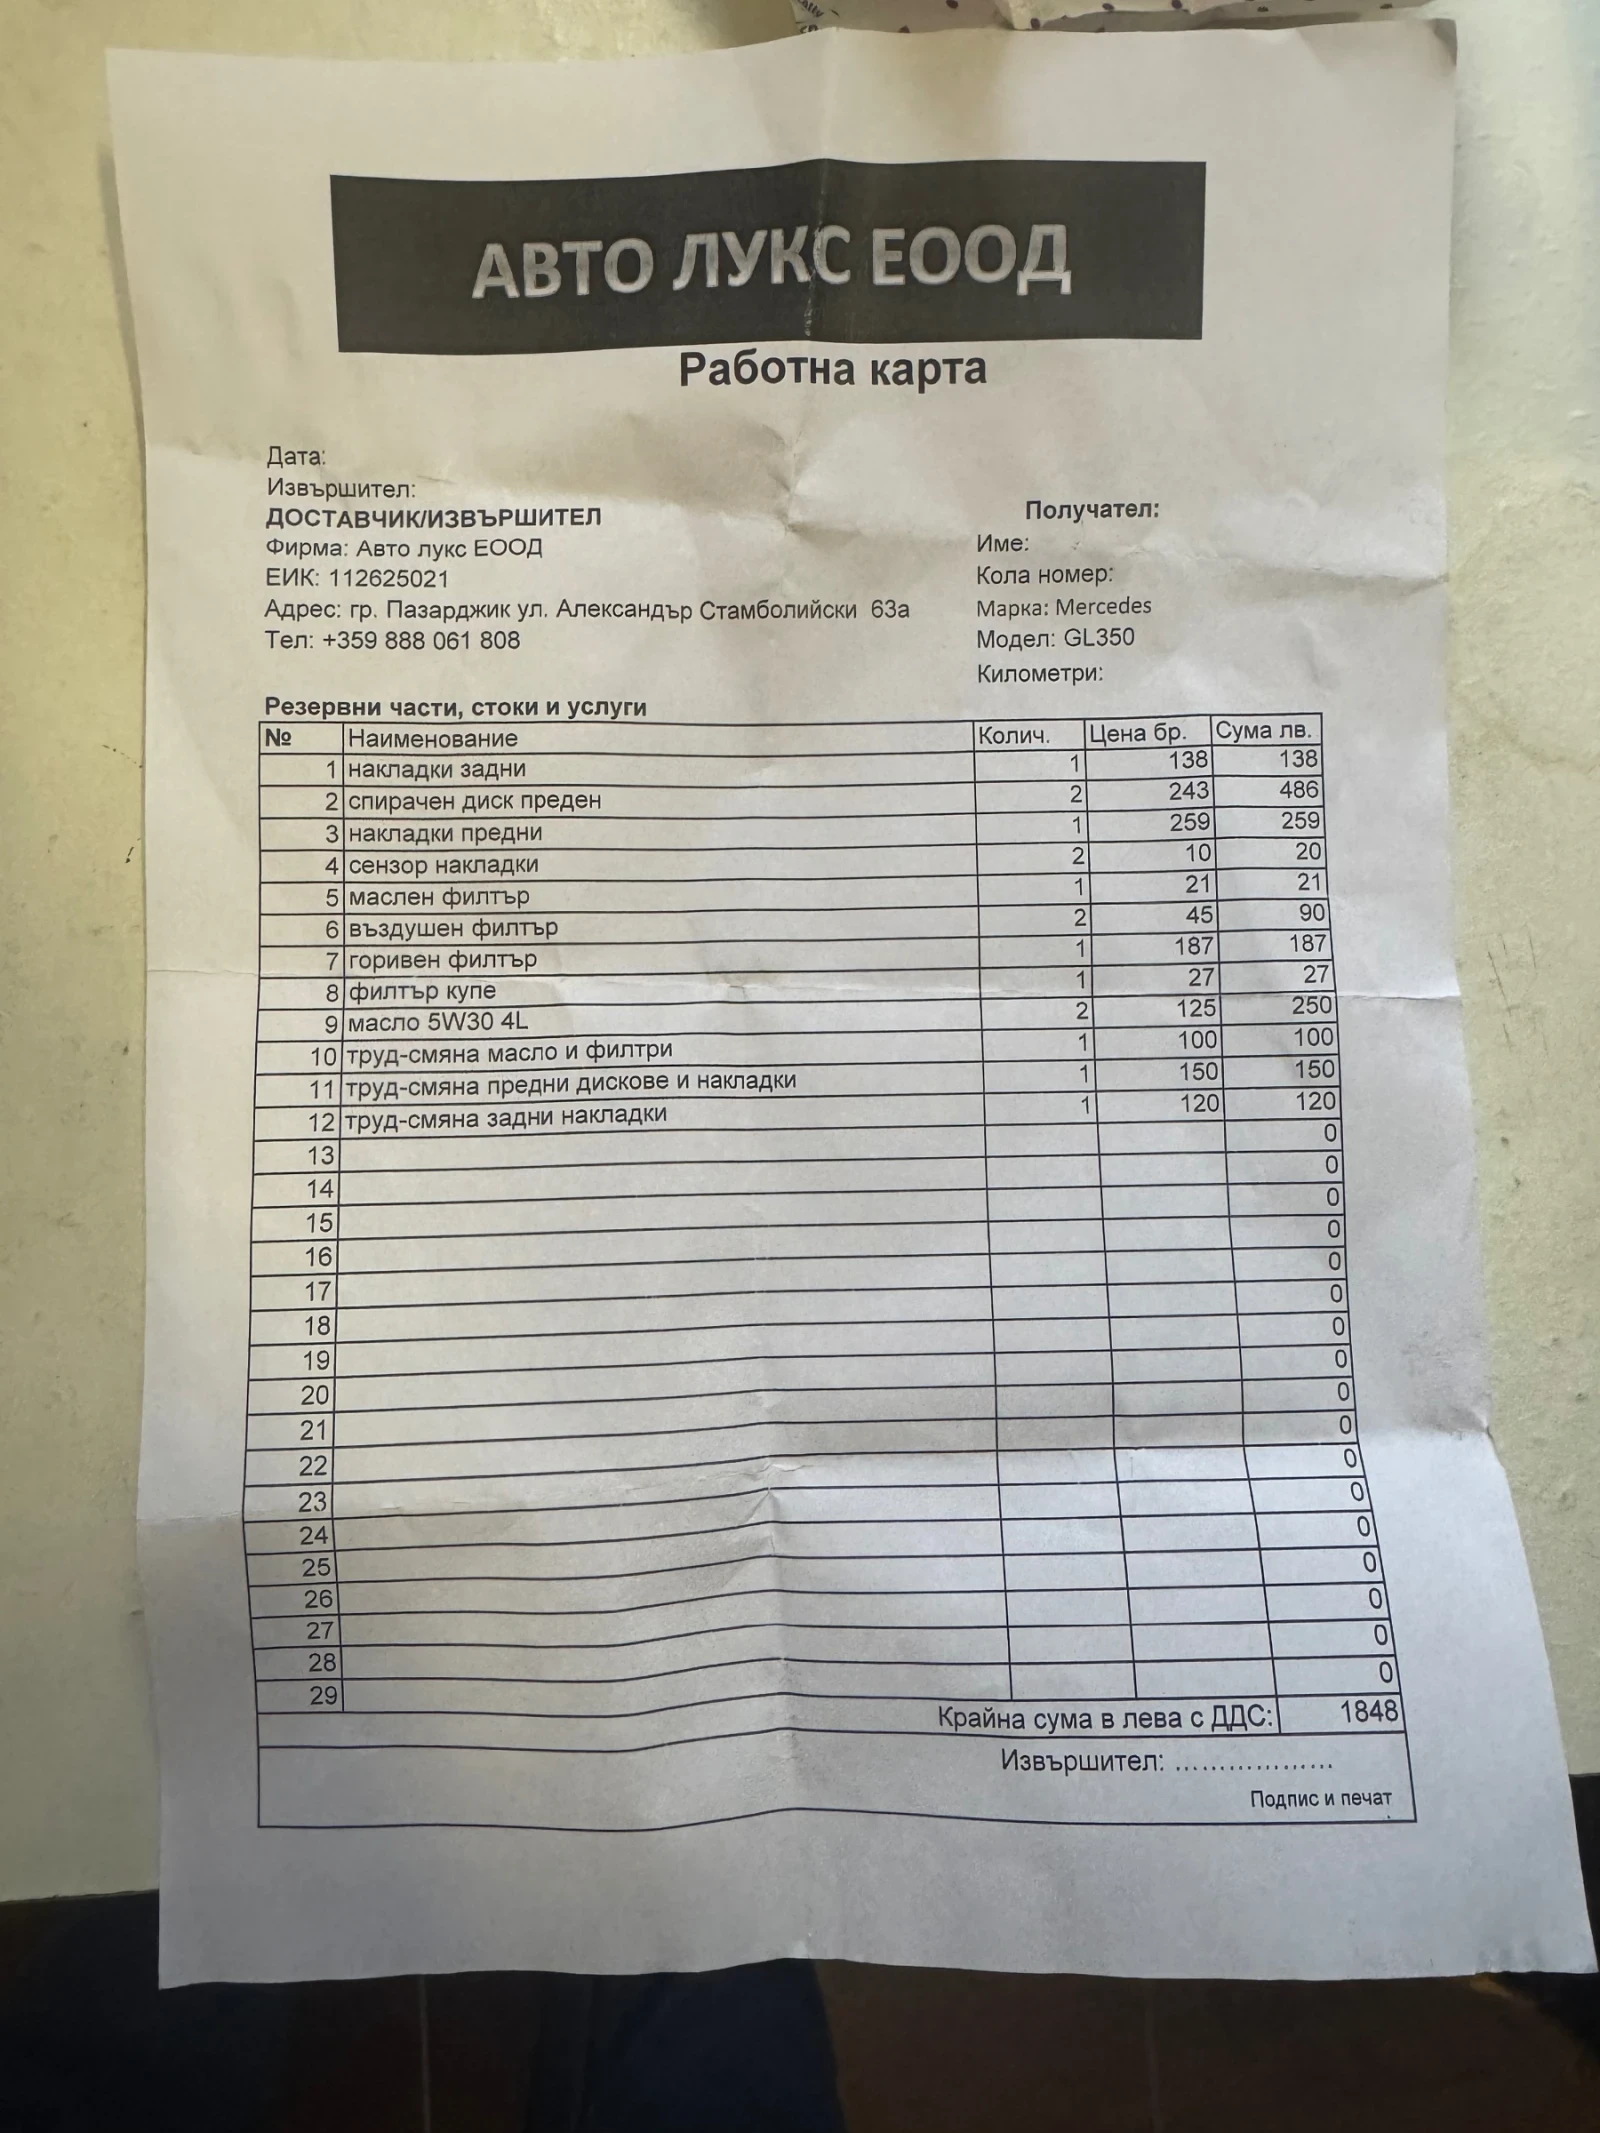 АВТО ЛУКС ЕООД
Работна карта
Дата:
Извършител:
ДОСТАВЧИК/ИЗВЪРШИТЕЛ
Фирма: Авто лукс ЕООД
ЕИК: 112625021
Адрес: гр. Пазарджик ул. Александър Стамболийски 63а
Тел: +359 888 061 808
Получател:
Име:
Кола номер:
Марка: Mercedes
Модел: GL350
Километри:
Резервни части, стоки и услуги
№ Наименование Колич. Цена бр. Сума лв.
1 накладки задни 1 138 138
2 спирачен диск преден 2 243 486
3 накладки предни 1 259 259
4 сензор накладки 2 10 20
5 маслен филтър 1 21 21
6 въздушен филтър 2 45 90
7 горивен филтър 1 187 187
8 филтър купе 1 27 27
9 масло 5W30 4L 2 125 250
10 труд-смяна масло и филтри 1 100 100
11 труд-смяна предни дискове и накладки 1 150 150
12 труд-смяна задни накладки 1 120 120
13 0
14 0
15 0
16 0
17 0
18 0
19 0
20 0
21 0
22 0
23 0
24 0
25 0
26 0
27 0
28 0
29 0
Крайна сума в лева с ДДС: 1848
Извършител: ...................
Подпис и печат